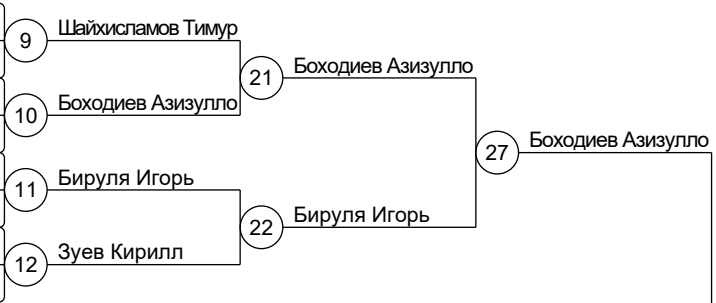 9
Шайхисламов Тимур
21
Боходиев Азизулло
10
Боходиев Азизулло
27
Боходиев Азизулло
11
Бируля Игорь
22
Бируля Игорь
12
Зуев Кирилл